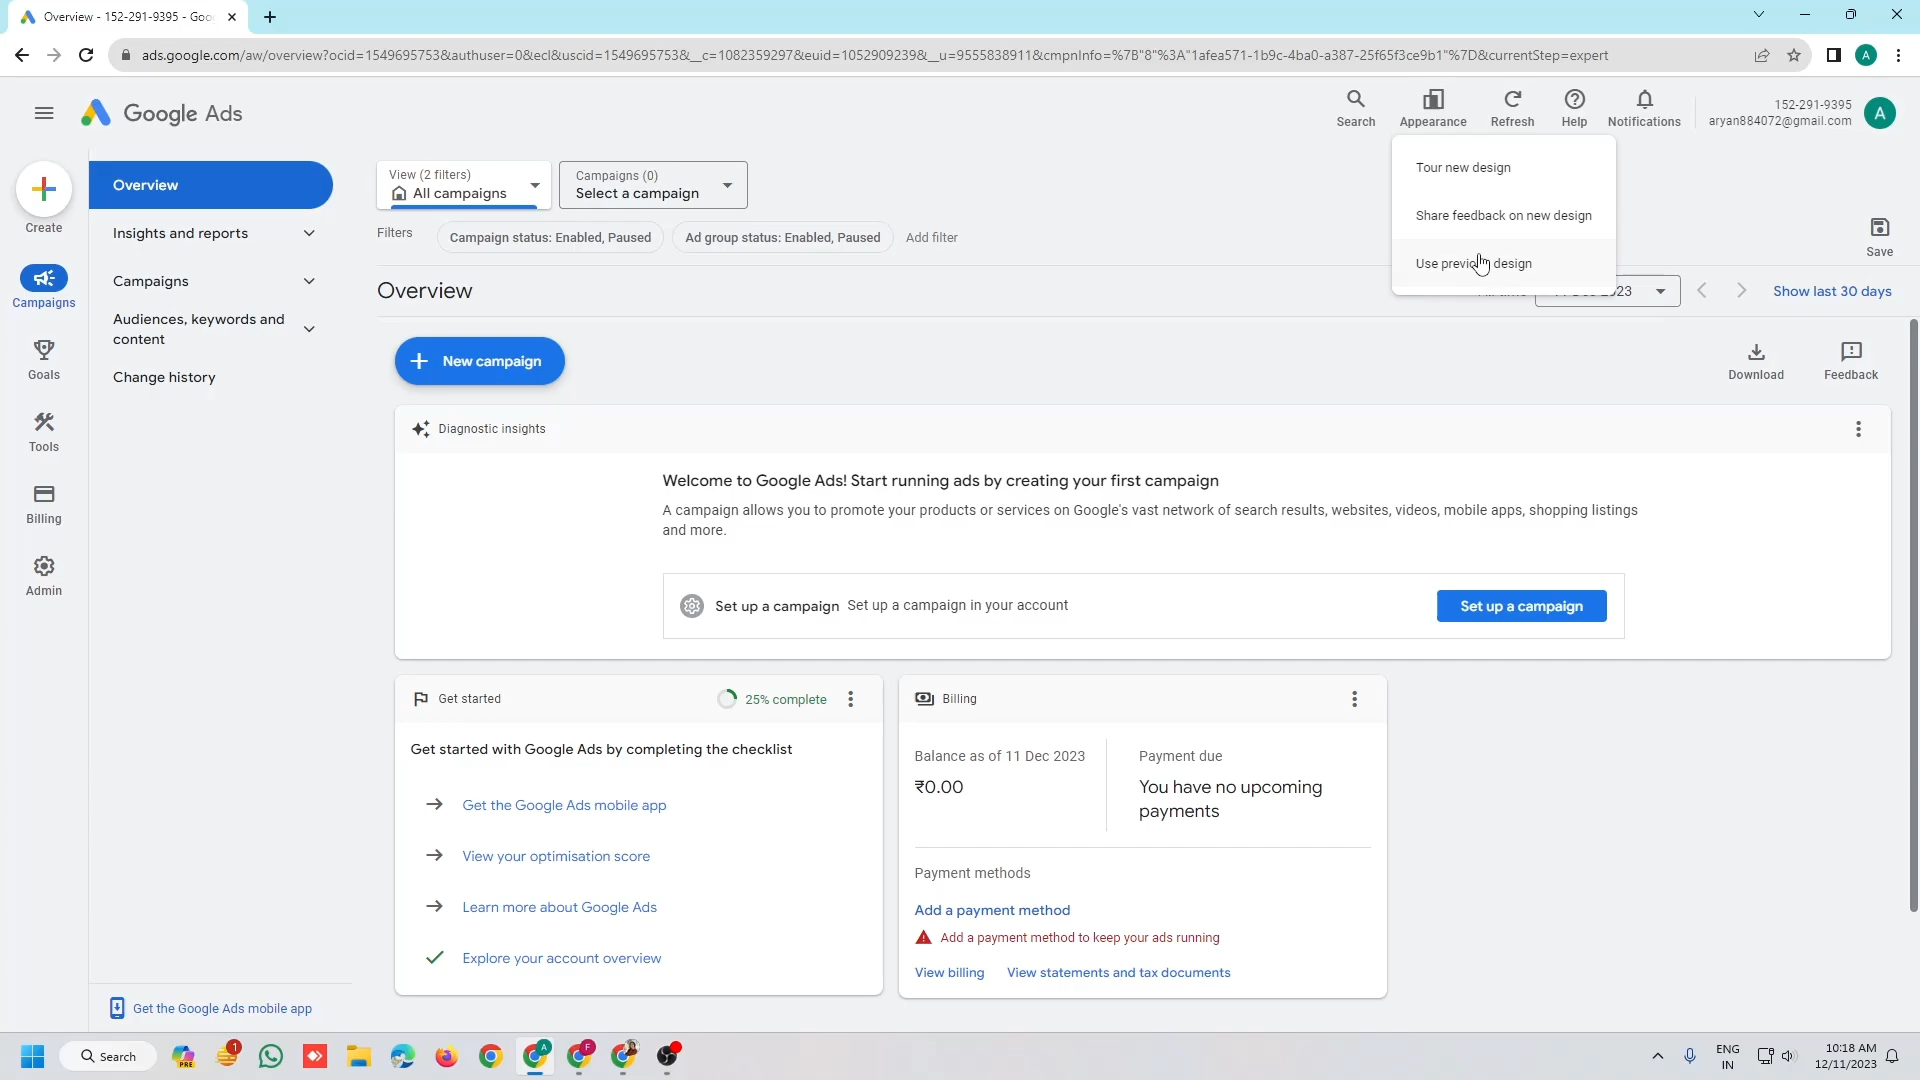 Overview - 152-291-9395 - Goo
ads.google.com/aw/overview?ocid=1549695753&authuser=0&ecl&uscid=1549695753&__c=1082359297&euid=1052909239&__u=9555838911&cmpnInfo=%7B"8"%3A"1afea571-1b9c-4ba0-a387-25f65f3ce9b1"%7D&currentStep=expert
A
Google Ads
Search
Appearance
Refresh
Help
Notifications
152-291-9395
aryan884072@gmail.com
A
Tour new design
Share feedback on new design
Use previous design
Create
Campaigns
Goals
Tools
Billing
Admin
Overview
Insights and reports
Campaigns
Audiences, keywords and
content
Change history
Get the Google Ads mobile app
View (2 filters)
All campaigns
Campaigns (0)
Select a campaign
Filters
Campaign status: Enabled, Paused
Ad group status: Enabled, Paused
Add filter
Save
Overview
2023
Show last 30 days
New campaign
Download
Feedback
Diagnostic insights
Welcome to Google Ads! Start running ads by creating your first campaign
A campaign allows you to promote your products or services on Google's vast network of search results, websites, videos, mobile apps, shopping listings
and more.
Set up a campaign Set up a campaign in your account
Set up a campaign
Get started
25% complete
Get started with Google Ads by completing the checklist
Get the Google Ads mobile app
View your optimisation score
Learn more about Google Ads
Explore your account overview
Billing
Balance as of 11 Dec 2023
₹0.00
Payment due
You have no upcoming
payments
Payment methods
Add a payment method
Add a payment method to keep your ads running
View billing
View statements and tax documents
Search
PRE
1
A
F
ENG
IN
10:18 AM
12/11/2023